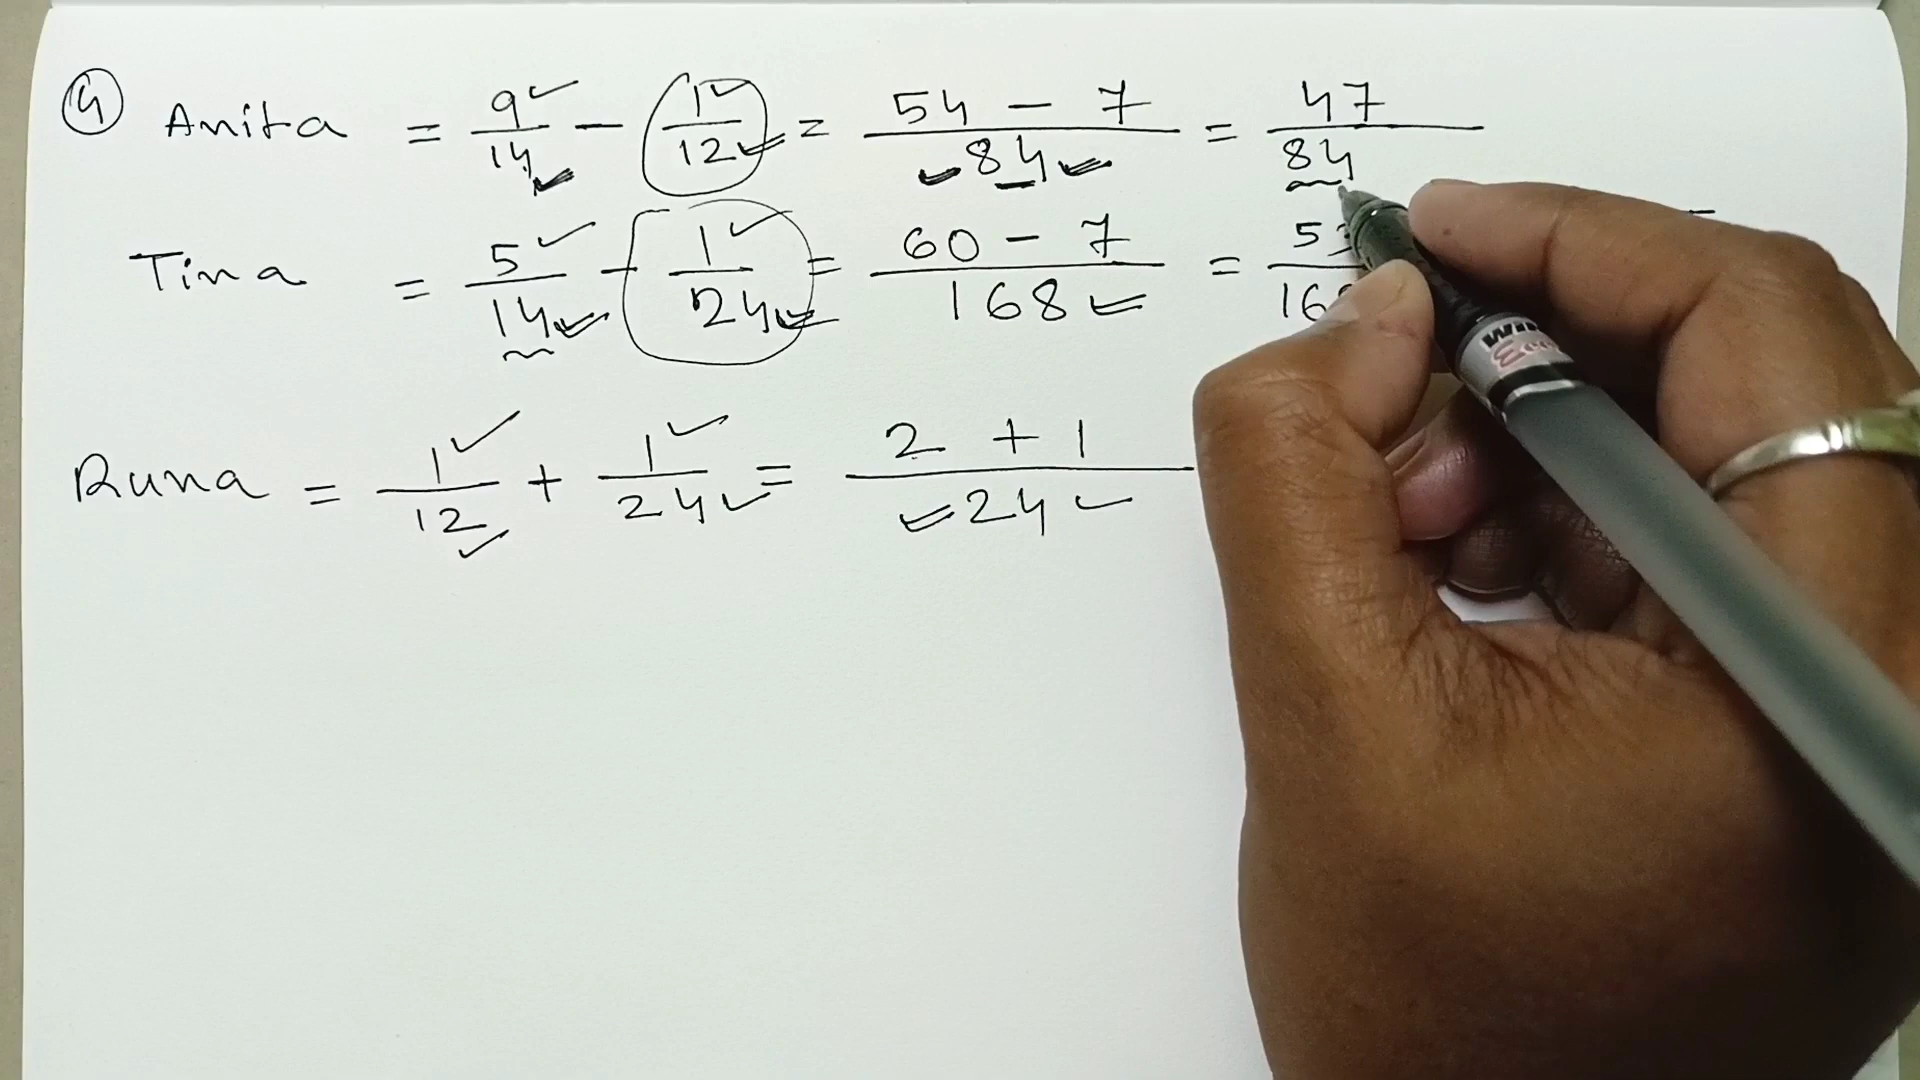 4 Anita = 9/14 - 1/12 = 54 - 7 / 84 = 47/84
Tina = 5/14 - 1/24 = 60 - 7 / 168 =
Runa = 1/12 + 1/24 = 2 + 1 / 24